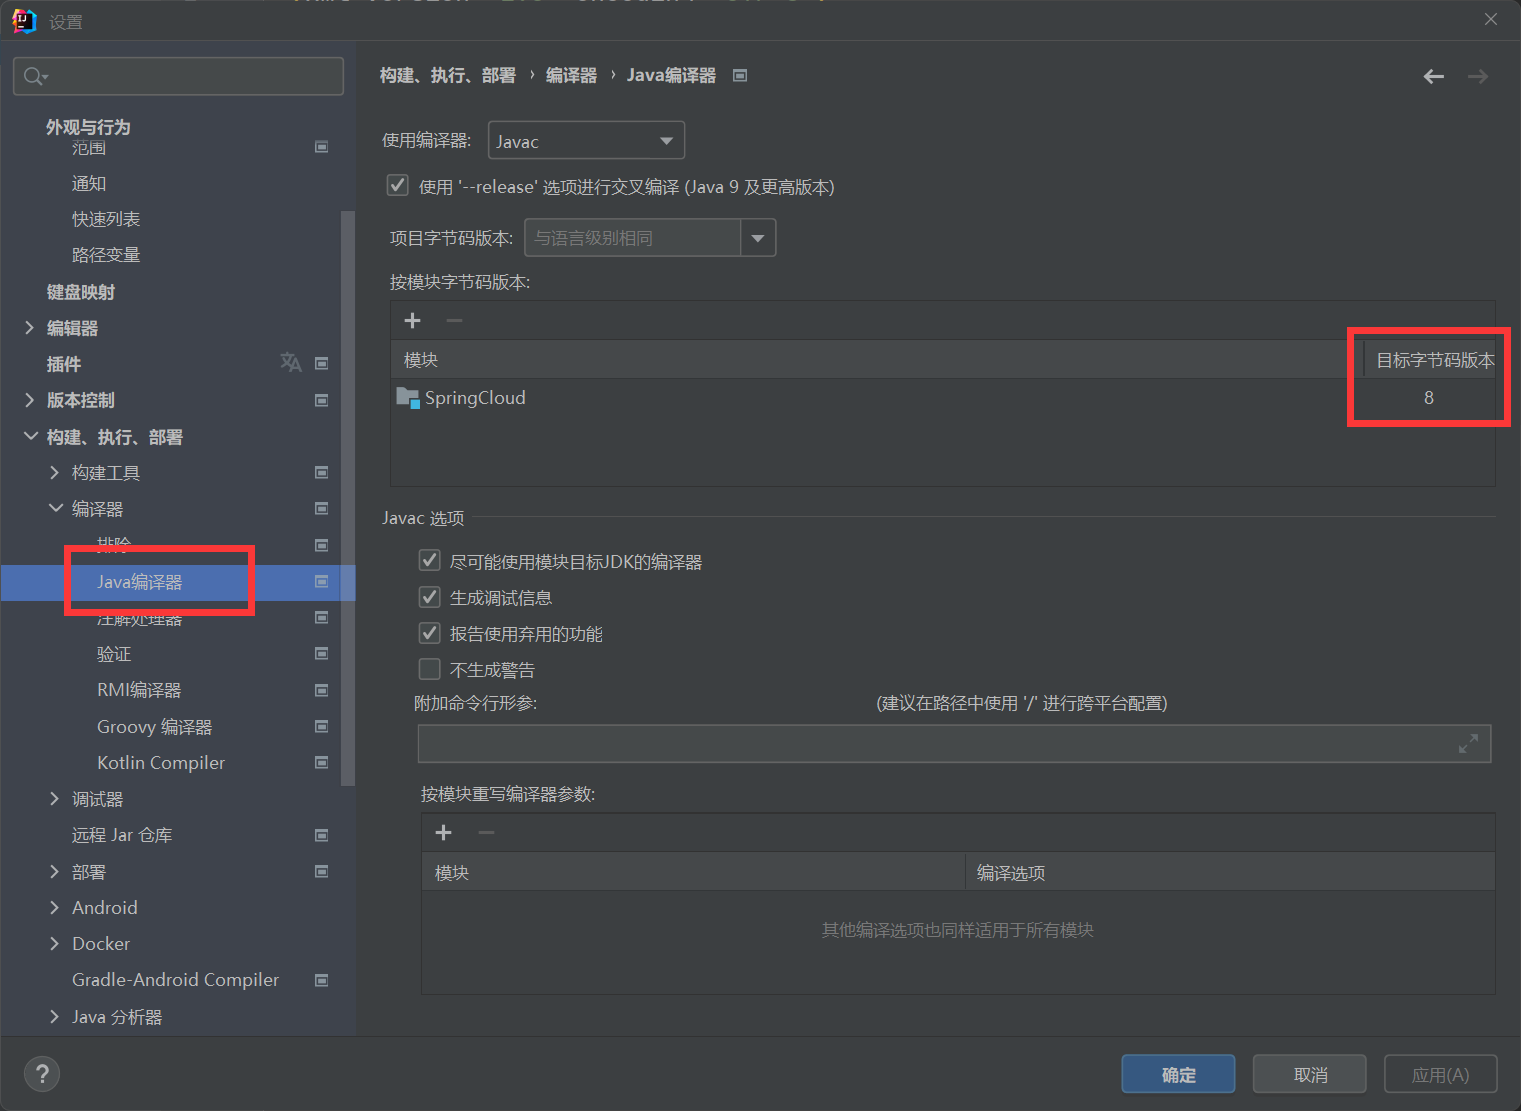 设置
外观与行为
范围
通知
快速列表
路径变量
键盘映射
编辑器
插件
版本控制
构建、执行、部署
构建工具
编译器
排除
Java编译器
注解处理器
验证
RMI编译器
Groovy 编译器
Kotlin Compiler
调试器
远程 Jar 仓库
部署
Android
Docker
Gradle-Android Compiler
Java 分析器
构建、执行、部署 › 编译器 › Java编译器
使用编译器: Javac
使用 '--release' 选项进行交叉编译 (Java 9 及更高版本)
项目字节码版本: 与语言级别相同
按模块字节码版本:
模块 目标字节码版本
SpringCloud 8
Javac 选项
尽可能使用模块目标JDK的编译器
生成调试信息
报告使用弃用的功能
不生成警告
附加命令行形参: (建议在路径中使用 '/' 进行跨平台配置)
按模块重写编译器参数:
模块 编译选项
其他编译选项也同样适用于所有模块
? 确定 取消 应用(A)